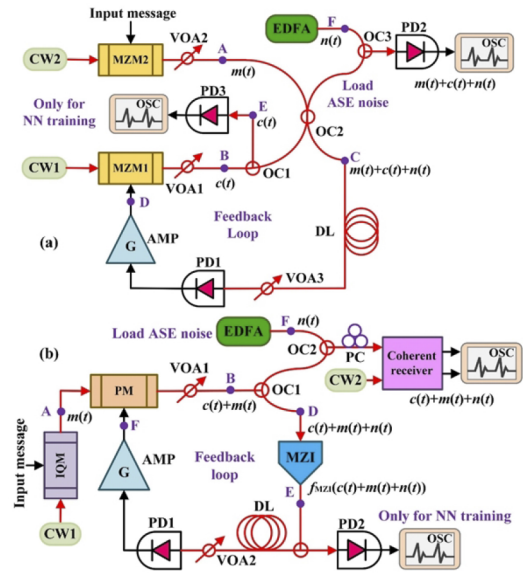 Input message
CW2
MZM2
VOA2
A
m(t)
EDFA
F
n(t)
OC3
PD2
OSC
m(t)+c(t)+n(t)
Load
ASE noise
Only for
NN training
OSC
PD3
E
c(t)
OC2
CW1
MZM1
VOA1
B
c(t)
OC1
C
m(t)+c(t)+n(t)
D
Feedback
Loop
G
AMP
DL
(a)
PD1
VOA3
(b)
Load ASE noise
EDFA
F
n(t)
OC2
PC
CW2
Coherent
receiver
OSC
c(t)+m(t)+n(t)
A
m(t)
PM
VOA1
B
c(t)+m(t)
OC1
D
c(t)+m(t)+n(t)
F
Input message
IQM
CW1
G
AMP
Feedback
loop
MZI
E
fMZI(c(t)+m(t)+n(t))
PD1
VOA2
DL
PD2
Only for NN training
OSC